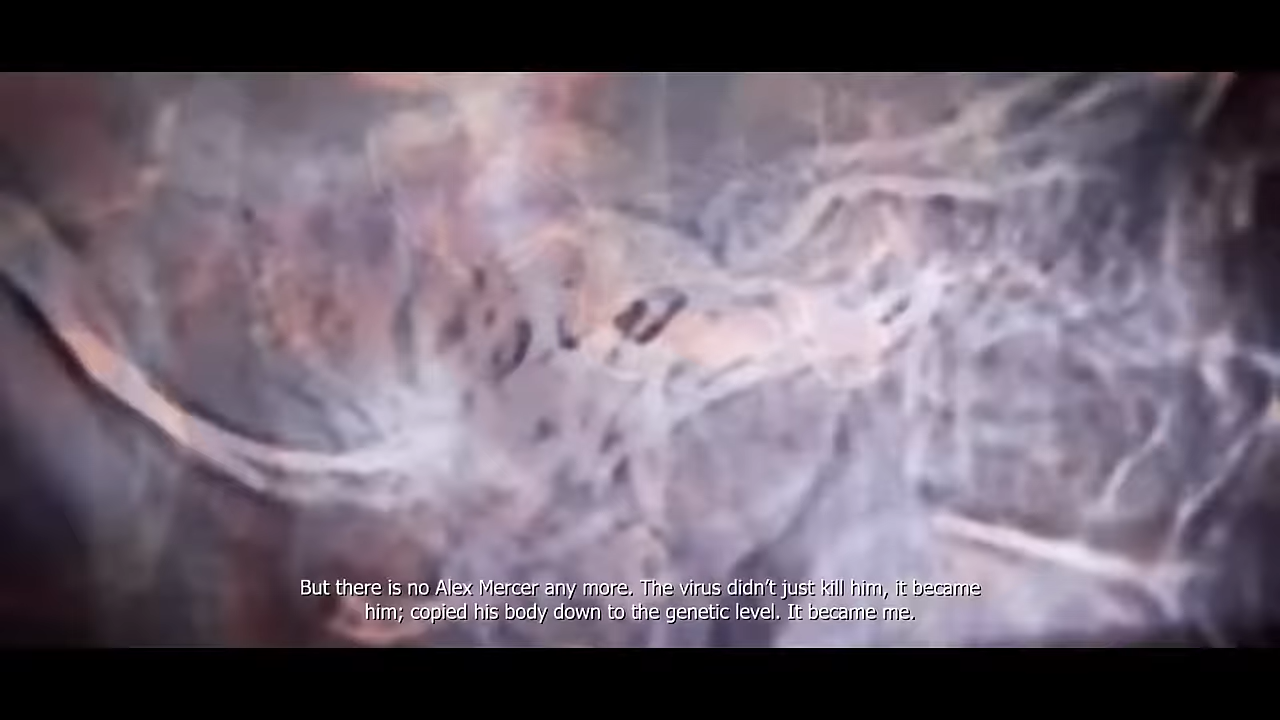 But there is no Alex Mercer any more. The virus didn't just kill him, it became
him; copied his body down to the genetic level. It became me.